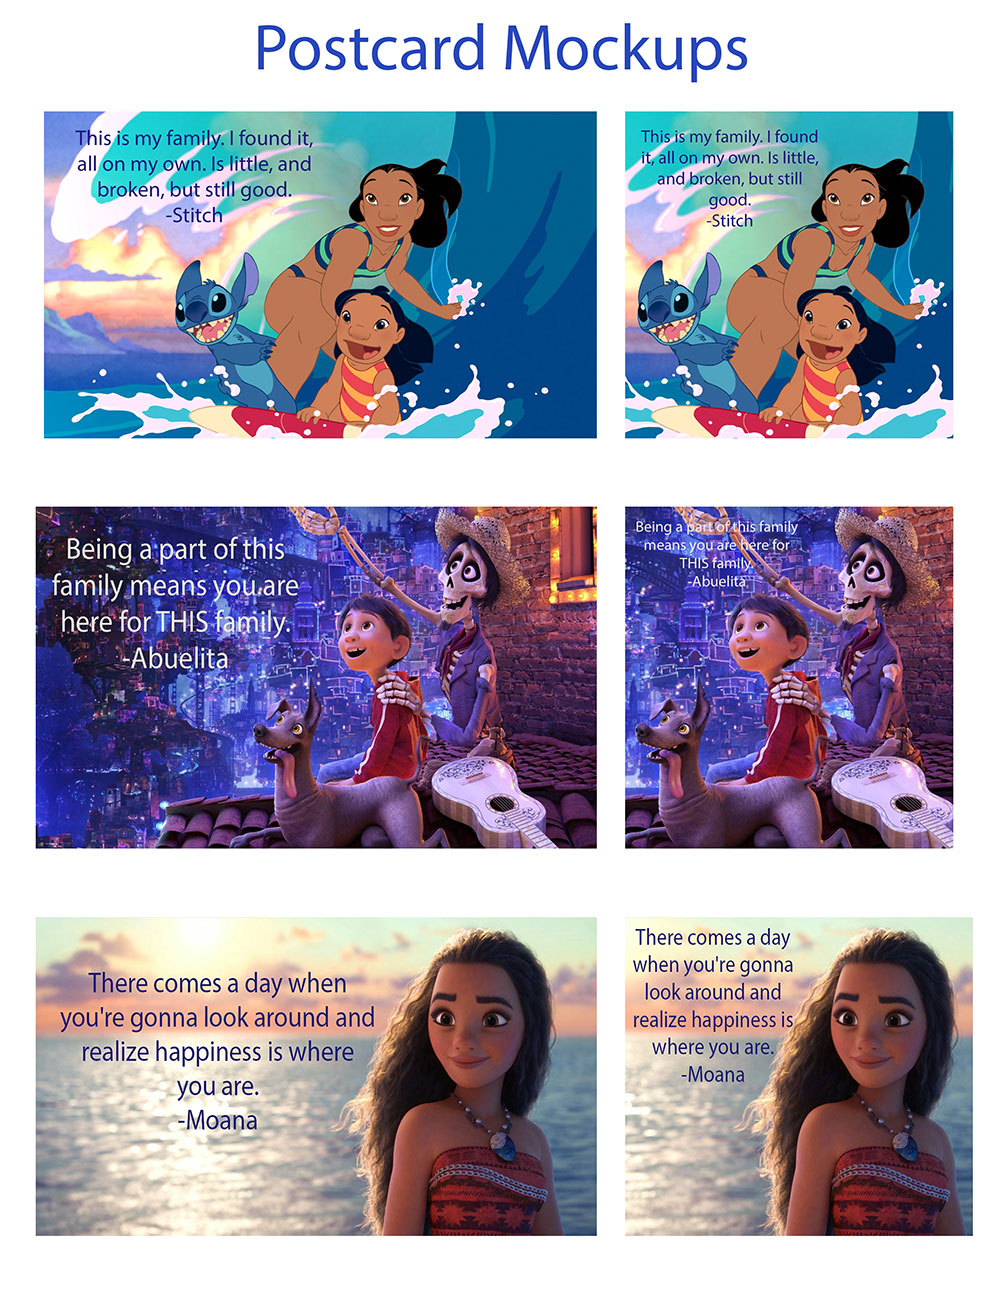 Postcard Mockups
This is my family. I found it,
all on my own. Is little, and
broken, but still good.
-Stitch
This is my family. I found
it, all on my own. Is little,
and broken, but still
good.
-Stitch
Being a part of this
family means you are
here for THIS family.
-Abuelita
Being a part of this family
means you are here for
THIS family.
-Abuelita
There comes a day when
you're gonna look around and
realize happiness is where
you are.
-Moana
There comes a day
when you're gonna
look around and
realize happiness is
where you are.
-Moana